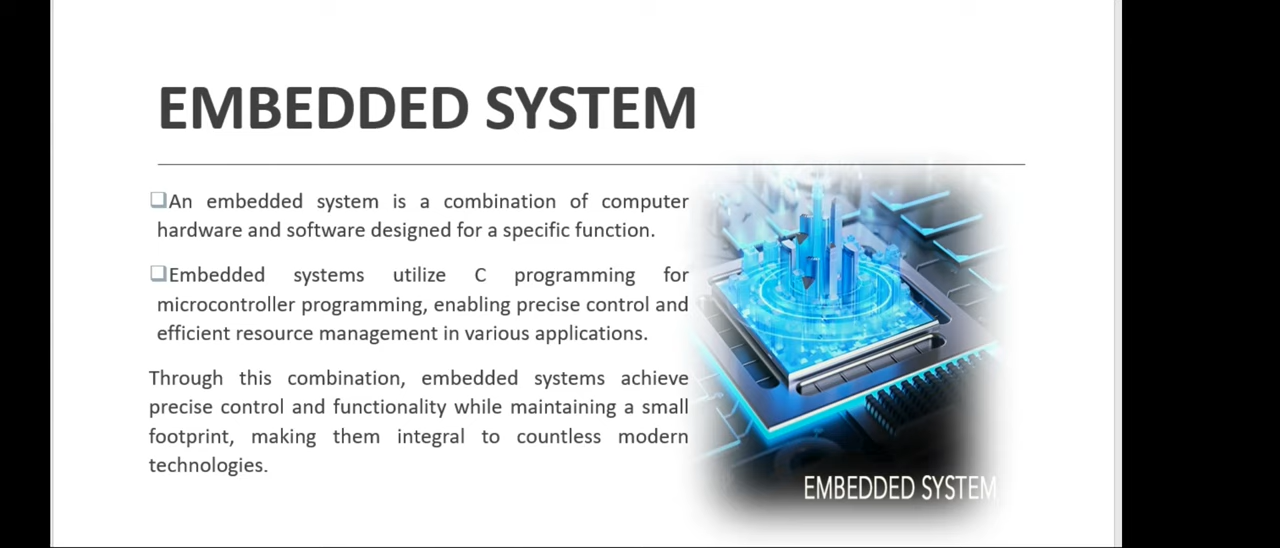 EMBEDDED SYSTEM
❑An embedded system is a combination of computer
hardware and software designed for a specific function.
❑Embedded systems utilize C programming for
microcontroller programming, enabling precise control and
efficient resource management in various applications.
Through this combination, embedded systems achieve
precise control and functionality while maintaining a small
footprint, making them integral to countless modern
technologies.
EMBEDDED SYSTEM